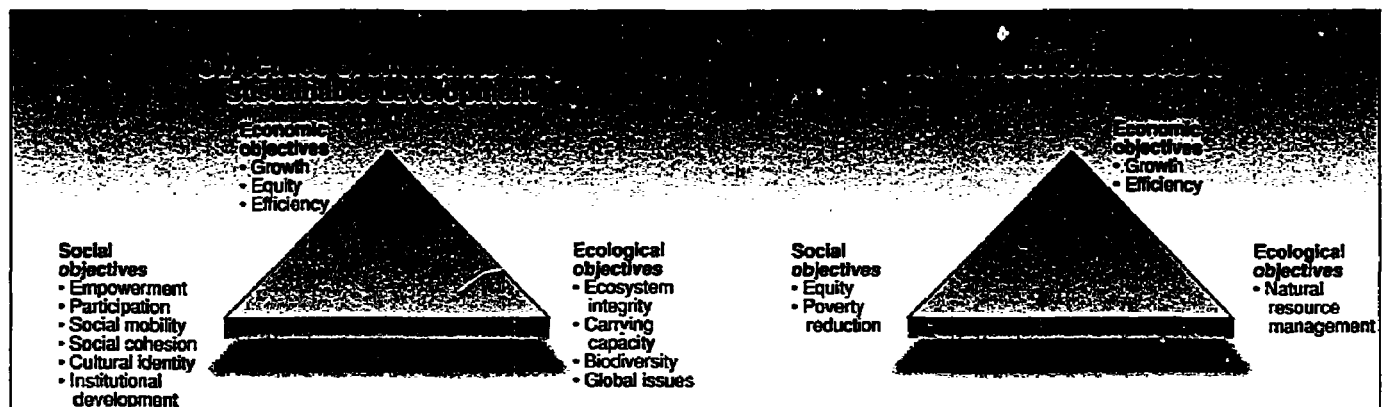 sustainable development
Economic
objectives
• Growth
• Equity
• Efficiency
Social
objectives
• Empowerment
• Participation
• Social mobility
• Social cohesion
• Cultural identity
• Institutional
development
Ecological
objectives
• Ecosystem
integrity
• Carrying
capacity
• Biodiversity
• Global issues
Economic
objectives
• Growth
• Efficiency
Social
objectives
• Equity
• Poverty
reduction
Ecological
objectives
• Natural
resource
management